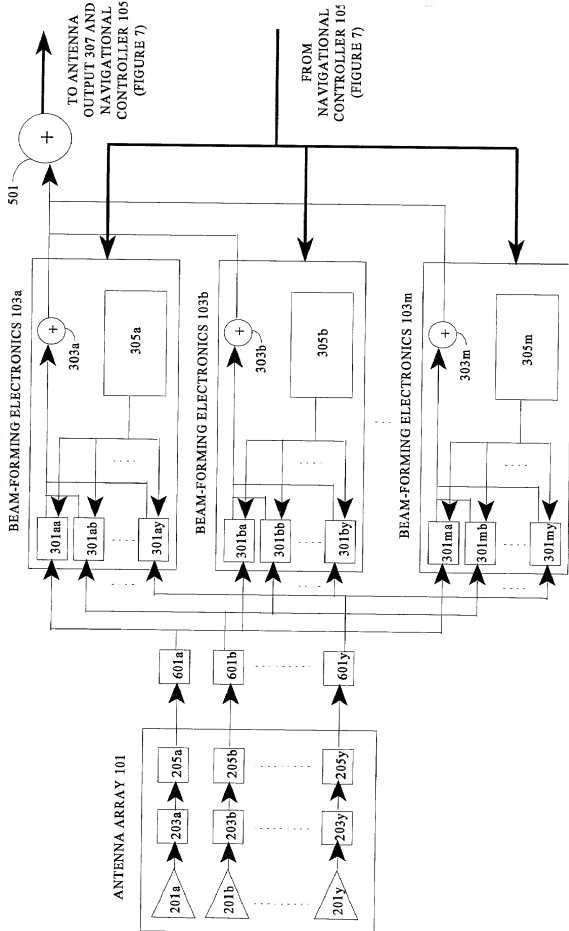 ANTENNA ARRAY 101
201a
203a
205a
601a
201b
203b
205b
601b
201y
203y
205y
601y
BEAM-FORMING ELECTRONICS 103a
301aa
301ab
301ay
303a
+
305a
BEAM-FORMING ELECTRONICS 103b
301ba
301bb
301by
303b
+
305b
BEAM-FORMING ELECTRONICS 103m
301ma
301mb
301my
303m
+
305m
501
+
TO ANTENNA
OUTPUT 307 AND
NAVIGATIONAL
CONTROLLER 105
(FIGURE 7)
FROM
NAVIGATIONAL
CONTROLLER 105
(FIGURE 7)